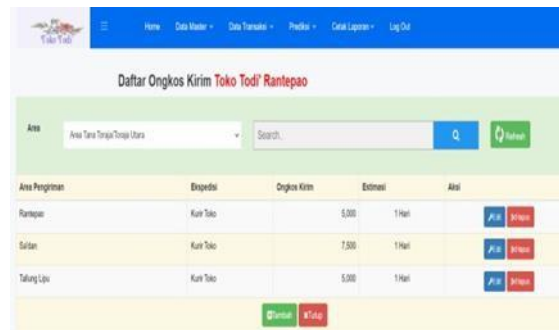 Toko Todi'
Home Data Master Data Transaksi Prediksi Cetak Laporan Log Out
Daftar Ongkos Kirim Toko Todi' Rantepao
Area Area Tana Toraja/Toraja Utara Search.. Refresh
Area Pengiriman Ekspedisi Ongkos Kirim Estimasi Aksi
Rantepao Kurir Toko 5,000 1 Hari Edit Hapus
Sa'dan Kurir Toko 7,500 1 Hari Edit Hapus
Tallung Lipu Kurir Toko 5,000 1 Hari Edit Hapus
Tambah Tutup